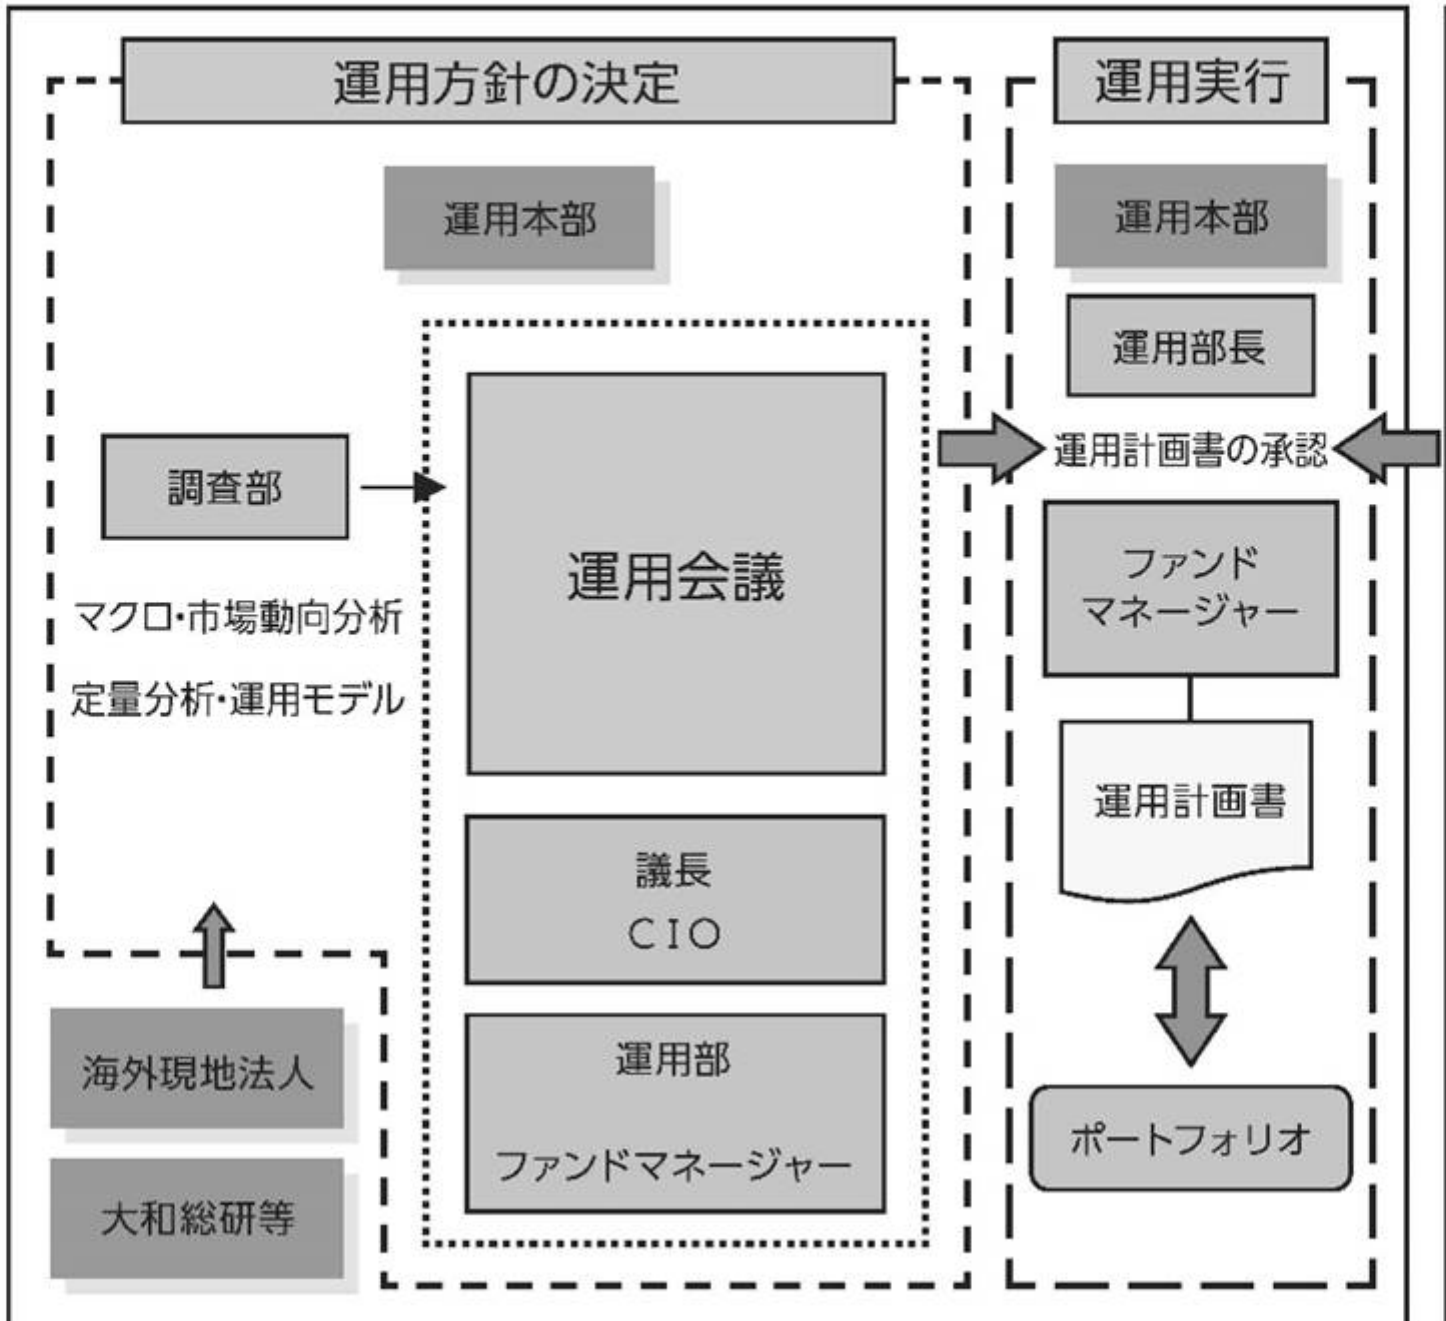 運用方針の決定
運用本部
調査部
マクロ・市場動向分析
定量分析・運用モデル
運用会議
議長
CIO
運用部
ファンドマネージャー
海外現地法人
大和総研等
運用実行
運用本部
運用部長
運用計画書の承認
ファンド
マネージャー
運用計画書
ポートフォリオ